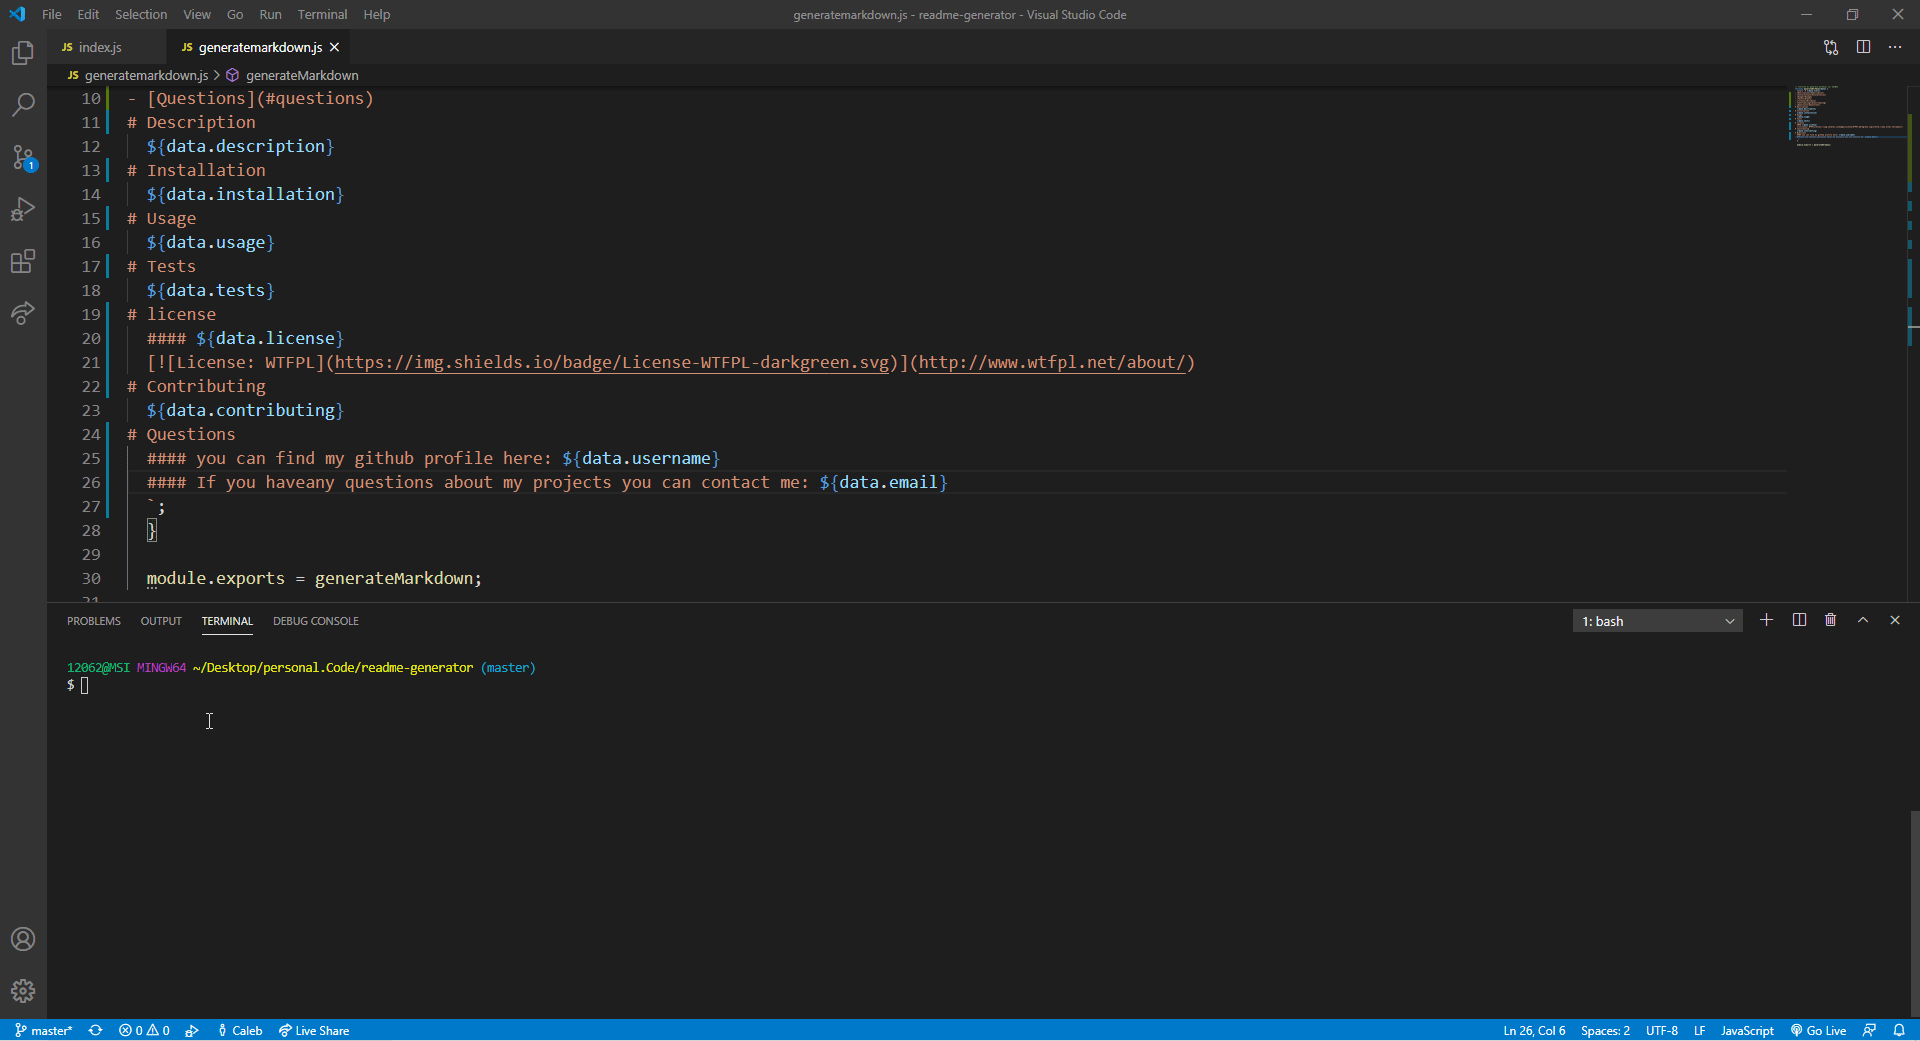 File Edit Selection View Go Run Terminal Help
generatemarkdown.js - readme-generator - Visual Studio Code
JS index.js JS generatemarkdown.js
JS generatemarkdown.js > generateMarkdown
10 - [Questions](#questions)
11 # Description
12 ${data.description}
13 # Installation
14 ${data.installation}
15 # Usage
16 ${data.usage}
17 # Tests
18 ${data.tests}
19 # license
20 #### ${data.license}
21 [![License: WTFPL](https://img.shields.io/badge/License-WTFPL-darkgreen.svg)](http://www.wtfpl.net/about/)
22 # Contributing
23 ${data.contributing}
24 # Questions
25 #### you can find my github profile here: ${data.username}
26 #### If you haveany questions about my projects you can contact me: ${data.email}
27 `;
28 }
29
30 module.exports = generateMarkdown;
31
1
PROBLEMS OUTPUT TERMINAL DEBUG CONSOLE
1: bash
12062@MSI MINGW64 ~/Desktop/personal.Code/readme-generator (master)
$
master* 0 0 Caleb Live Share
Ln 26, Col 6 Spaces: 2 UTF-8 LF JavaScript Go Live